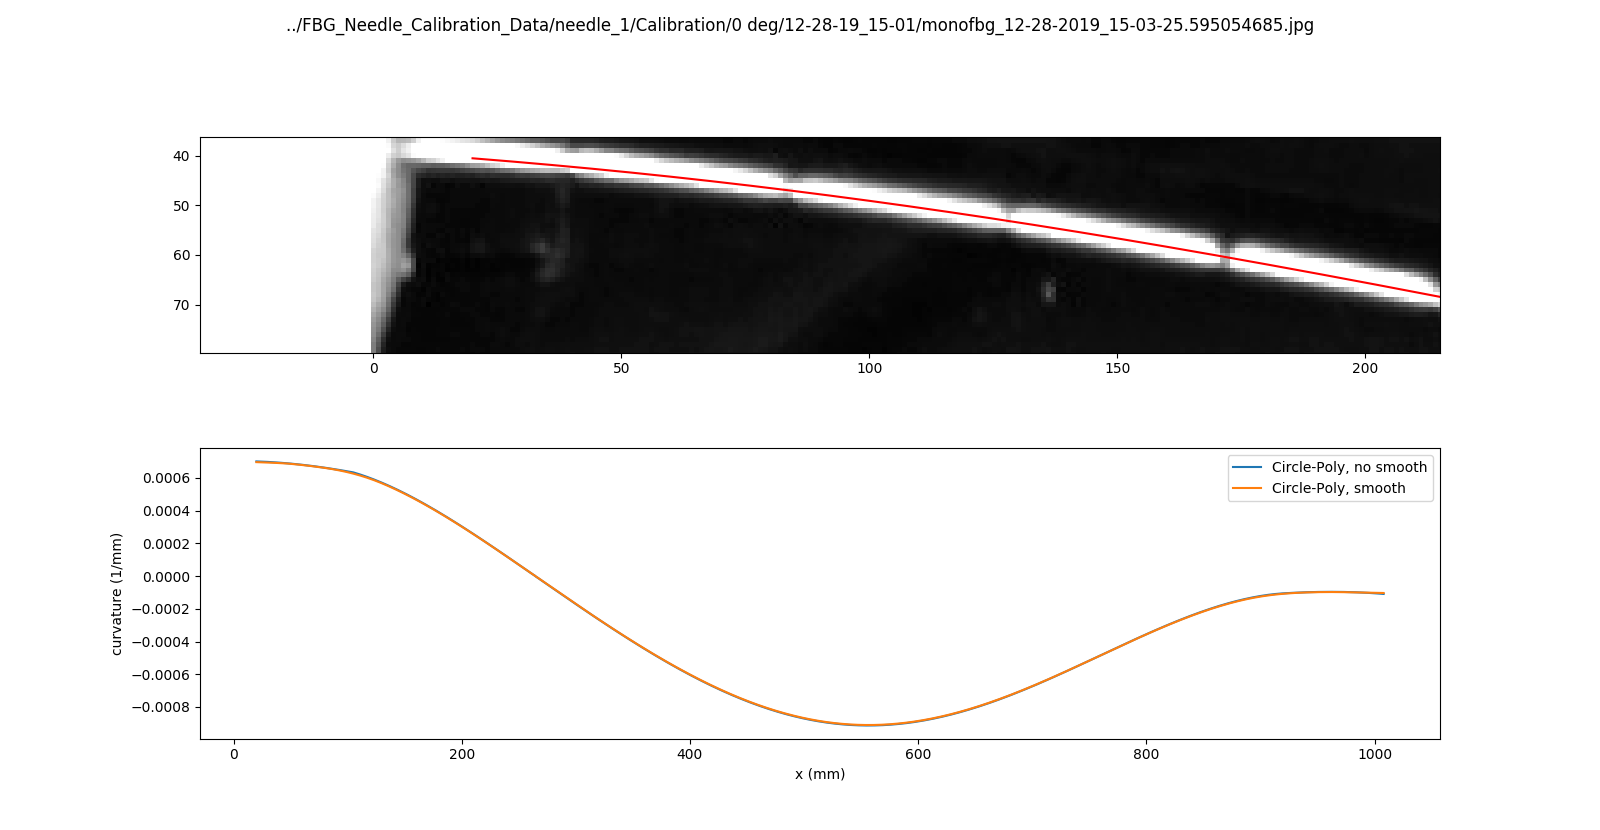 ../FBG_Needle_Calibration_Data/needle_1/Calibration/0 deg/12-28-19_15-01/monofbg_12-28-2019_15-03-25.595054685.jpg
40
50
60
70
0 50 100 150 200
Circle-Poly, no smooth
Circle-Poly, smooth
0.0006
0.0004
0.0002
0.0000
−0.0002
−0.0004
−0.0006
−0.0008
curvature (1/mm)
0 200 400 600 800 1000
x (mm)